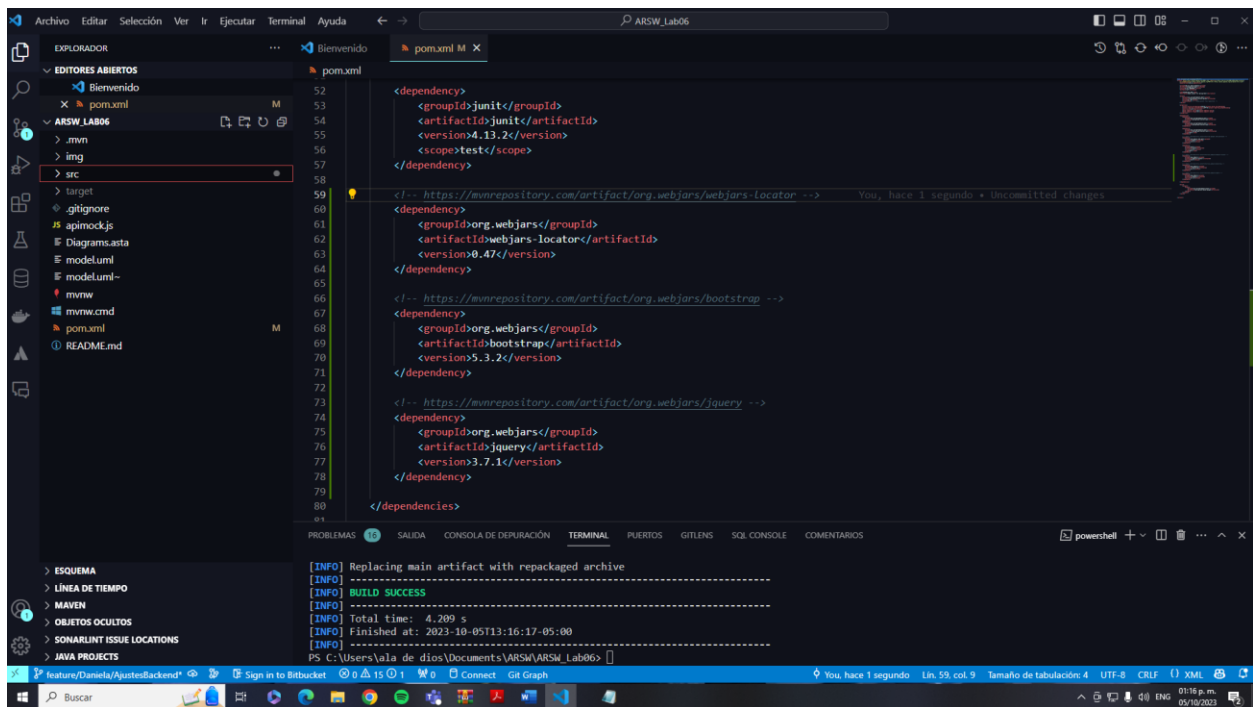 Archivo Editar Selección Ver Ir Ejecutar Terminal Ayuda
ARSW_Lab06
EXPLORADOR
Bienvenido
pom.xml M
EDITORES ABIERTOS
Bienvenido
pom.xml M
ARSW_LAB06
.mvn
img
src
target
.gitignore
JS apimock.js
Diagrams.asta
model.uml
model.uml~
mvnw
mvnw.cmd
pom.xml M
README.md
ESQUEMA
LÍNEA DE TIEMPO
MAVEN
OBJETOS OCULTOS
SONARLINT ISSUE LOCATIONS
JAVA PROJECTS
pom.xml
52 <dependency>
53 <groupId>junit</groupId>
54 <artifactId>junit</artifactId>
55 <version>4.13.2</version>
56 <scope>test</scope>
57 </dependency>
58
59 <!-- https://mvnrepository.com/artifact/org.webjars/webjars-locator --> You, hace 1 segundo • Uncommitted changes
60 <dependency>
61 <groupId>org.webjars</groupId>
62 <artifactId>webjars-locator</artifactId>
63 <version>0.47</version>
64 </dependency>
65
66 <!-- https://mvnrepository.com/artifact/org.webjars/bootstrap -->
67 <dependency>
68 <groupId>org.webjars</groupId>
69 <artifactId>bootstrap</artifactId>
70 <version>5.3.2</version>
71 </dependency>
72
73 <!-- https://mvnrepository.com/artifact/org.webjars/jquery -->
74 <dependency>
75 <groupId>org.webjars</groupId>
76 <artifactId>jquery</artifactId>
77 <version>3.7.1</version>
78 </dependency>
79
80 </dependencies>
81
PROBLEMAS 16 SALIDA CONSOLA DE DEPURACIÓN TERMINAL PUERTOS GITLENS SQL CONSOLE COMENTARIOS
powershell
[INFO] Replacing main artifact with repackaged archive
[INFO] ------------------------------------------------------------------------
[INFO] BUILD SUCCESS
[INFO] ------------------------------------------------------------------------
[INFO] Total time: 4.209 s
[INFO] Finished at: 2023-10-05T13:16:17-05:00
[INFO] ------------------------------------------------------------------------
PS C:\Users\ala de dios\Documents\ARSW\ARSW_Lab06>
feature/Daniela/AjustesBackend* Sign in to Bitbucket 0 15 1 0 Connect Git Graph You, hace 1 segundo Lín. 59, col. 9 Tamaño de tabulación: 4 UTF-8 CRLF {} XML
Buscar
ENG
01:16 p. m.
05/10/2023
2